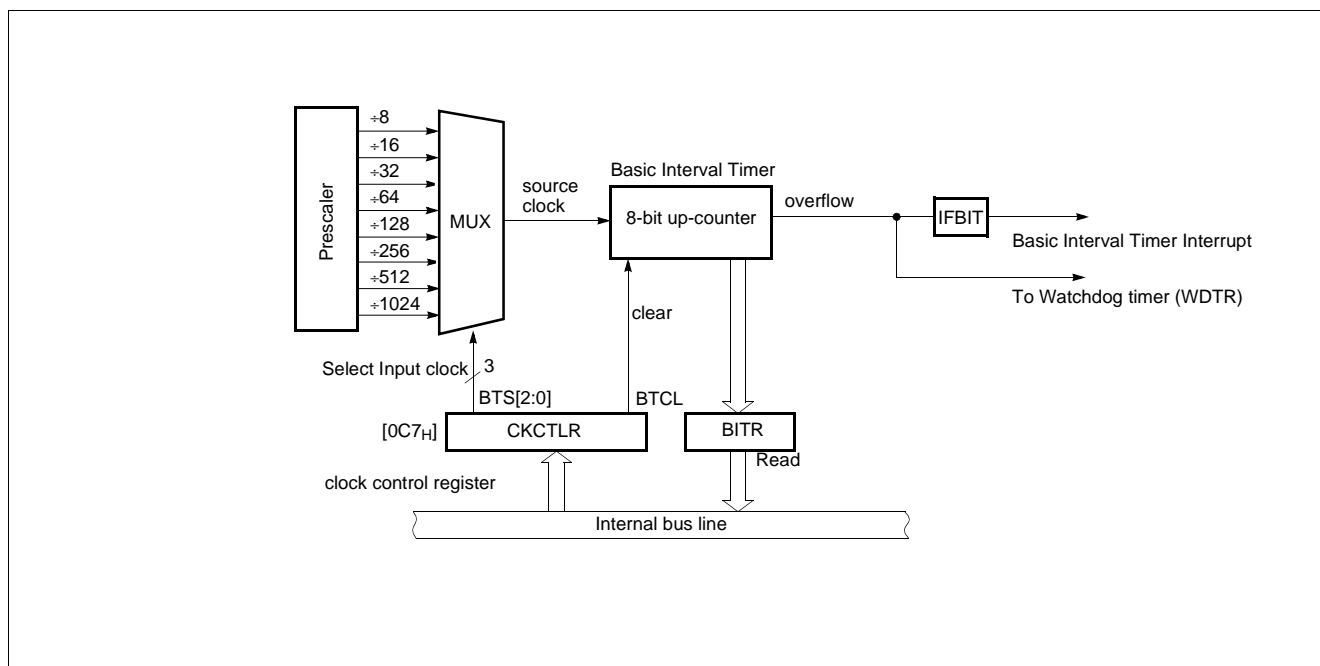 ÷8
÷16
÷32
÷64
÷128
÷256
÷512
÷1024
Prescaler
MUX
source
clock
Basic Interval Timer
8-bit up-counter
overflow
IFBIT
Basic Interval Timer Interrupt
To Watchdog timer (WDTR)
clear
Select Input clock
3
BTS[2:0]
BTCL
[0C7H]
CKCTLR
BITR
Read
clock control register
Internal bus line